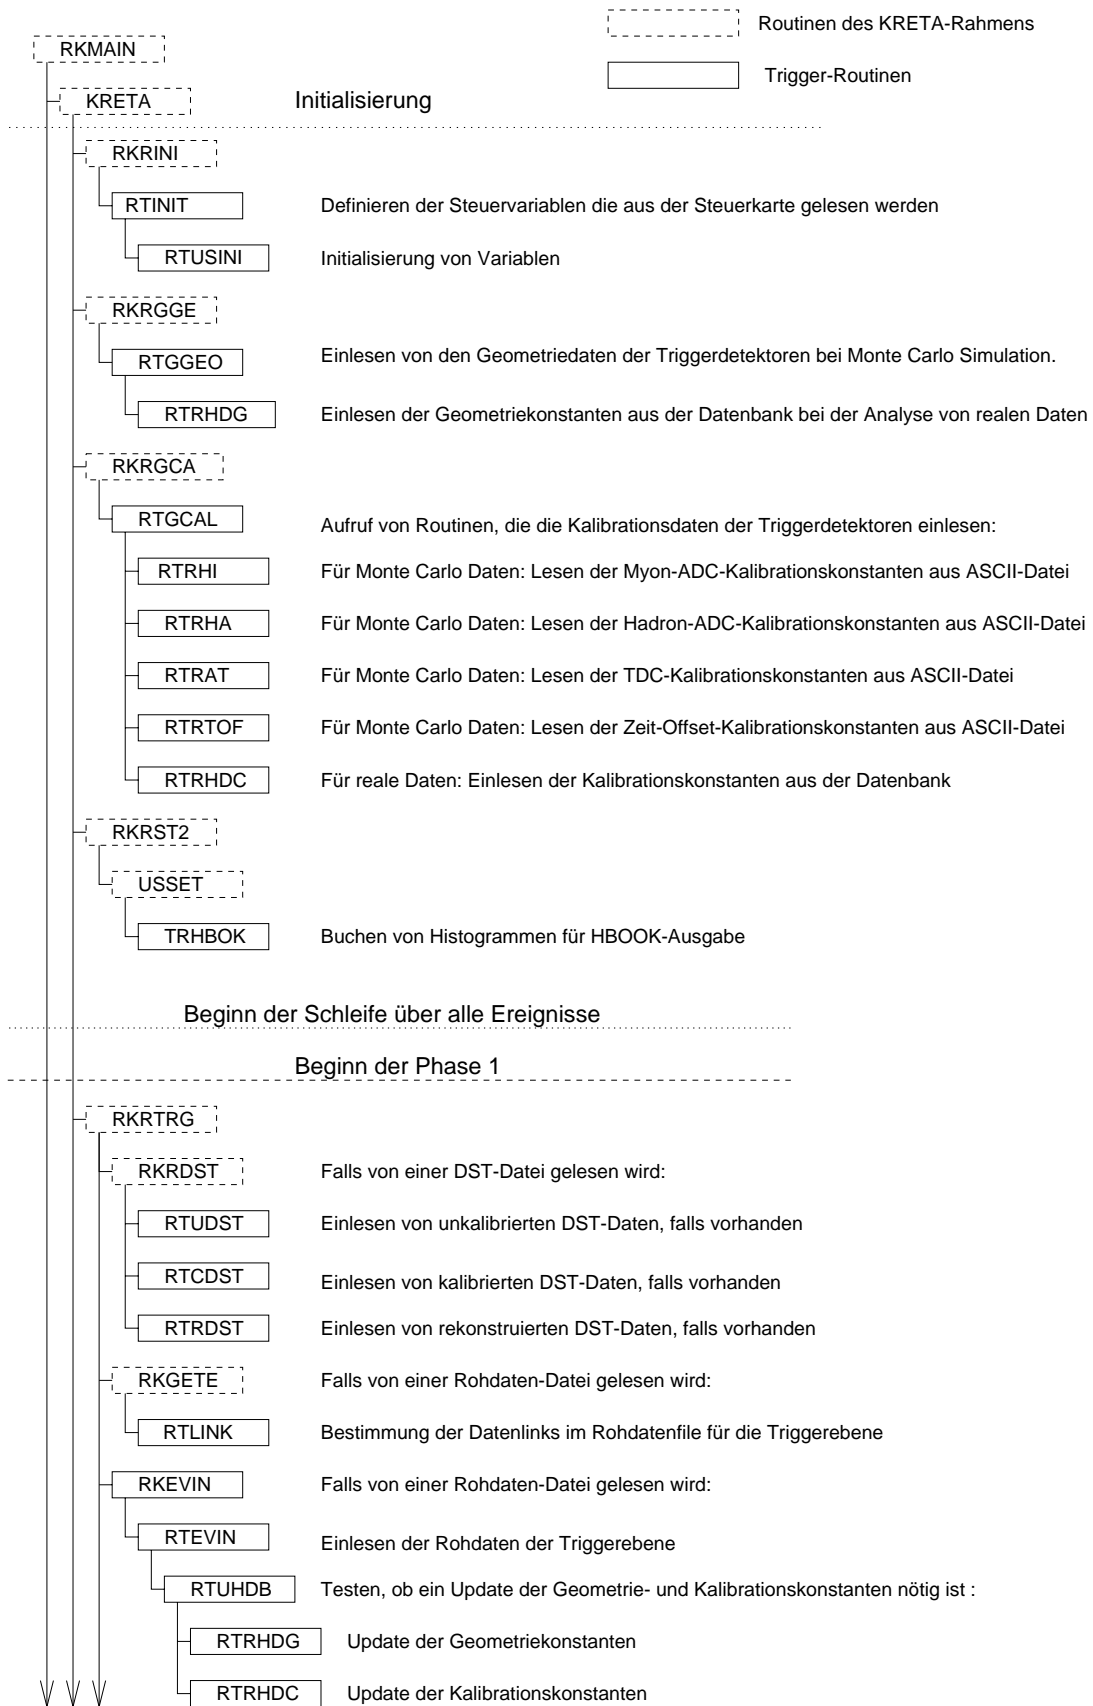 Routinen des KRETA-Rahmens
RKMAIN
Trigger-Routinen
KRETA Initialisierung
RKRINI
RTINIT Definieren der Steuervariablen die aus der Steuerkarte gelesen werden
RTUSINI Initialisierung von Variablen
RKRGGE
RTGGEO Einlesen von den Geometriedaten der Triggerdetektoren bei Monte Carlo Simulation.
RTRHDG Einlesen der Geometriekonstanten aus der Datenbank bei der Analyse von realen Daten
RKRGCA
RTGCAL Aufruf von Routinen, die die Kalibrationsdaten der Triggerdetektoren einlesen:
RTRHI Für Monte Carlo Daten: Lesen der Myon-ADC-Kalibrationskonstanten aus ASCII-Datei
RTRHA Für Monte Carlo Daten: Lesen der Hadron-ADC-Kalibrationskonstanten aus ASCII-Datei
RTRAT Für Monte Carlo Daten: Lesen der TDC-Kalibrationskonstanten aus ASCII-Datei
RTRTOF Für Monte Carlo Daten: Lesen der Zeit-Offset-Kalibrationskonstanten aus ASCII-Datei
RTRHDC Für reale Daten: Einlesen der Kalibrationskonstanten aus der Datenbank
RKRST2
USSET
TRHBOK Buchen von Histogrammen für HBOOK-Ausgabe
Beginn der Schleife über alle Ereignisse
Beginn der Phase 1
RKRTRG
RKRDST Falls von einer DST-Datei gelesen wird:
RTUDST Einlesen von unkalibrierten DST-Daten, falls vorhanden
RTCDST Einlesen von kalibrierten DST-Daten, falls vorhanden
RTRDST Einlesen von rekonstruierten DST-Daten, falls vorhanden
RKGETE Falls von einer Rohdaten-Datei gelesen wird:
RTLINK Bestimmung der Datenlinks im Rohdatenfile für die Triggerebene
RKEVIN Falls von einer Rohdaten-Datei gelesen wird:
RTEVIN Einlesen der Rohdaten der Triggerebene
RTUHDB Testen, ob ein Update der Geometrie- und Kalibrationskonstanten nötig ist :
RTRHDG Update der Geometriekonstanten
RTRHDC Update der Kalibrationskonstanten